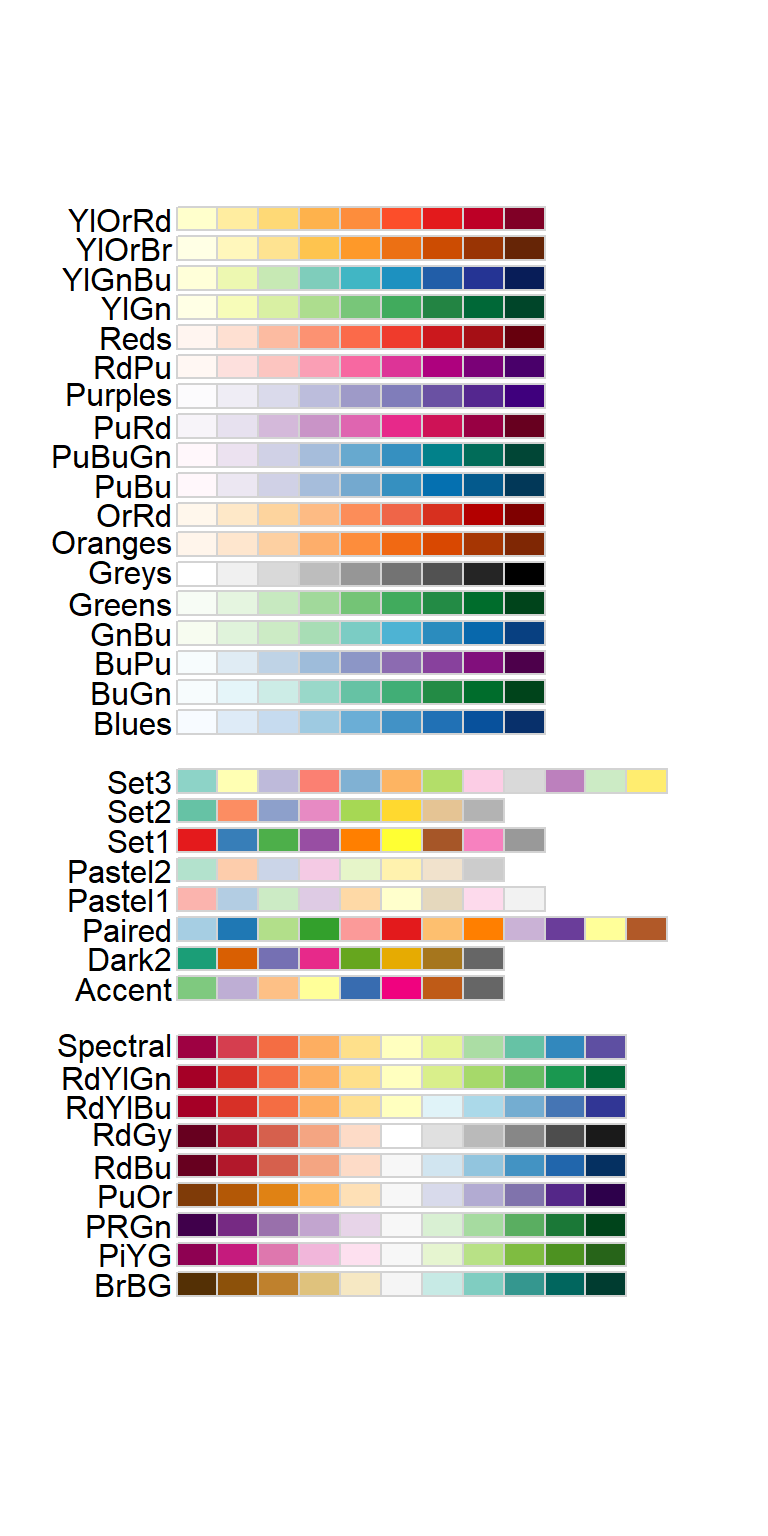 YlOrRd
YlOrBr
YlGnBu
YlGn
Reds
RdPu
Purples
PuRd
PuBuGn
PuBu
OrRd
Oranges
Greys
Greens
GnBu
BuPu
BuGn
Blues
Set3
Set2
Set1
Pastel2
Pastel1
Paired
Dark2
Accent
Spectral
RdYlGn
RdYlBu
RdGy
RdBu
PuOr
PRGn
PiYG
BrBG